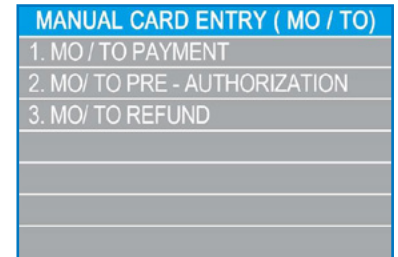 MANUAL CARD ENTRY ( MO / TO)
1. MO / TO PAYMENT
2. MO/ TO PRE - AUTHORIZATION
3. MO/ TO REFUND